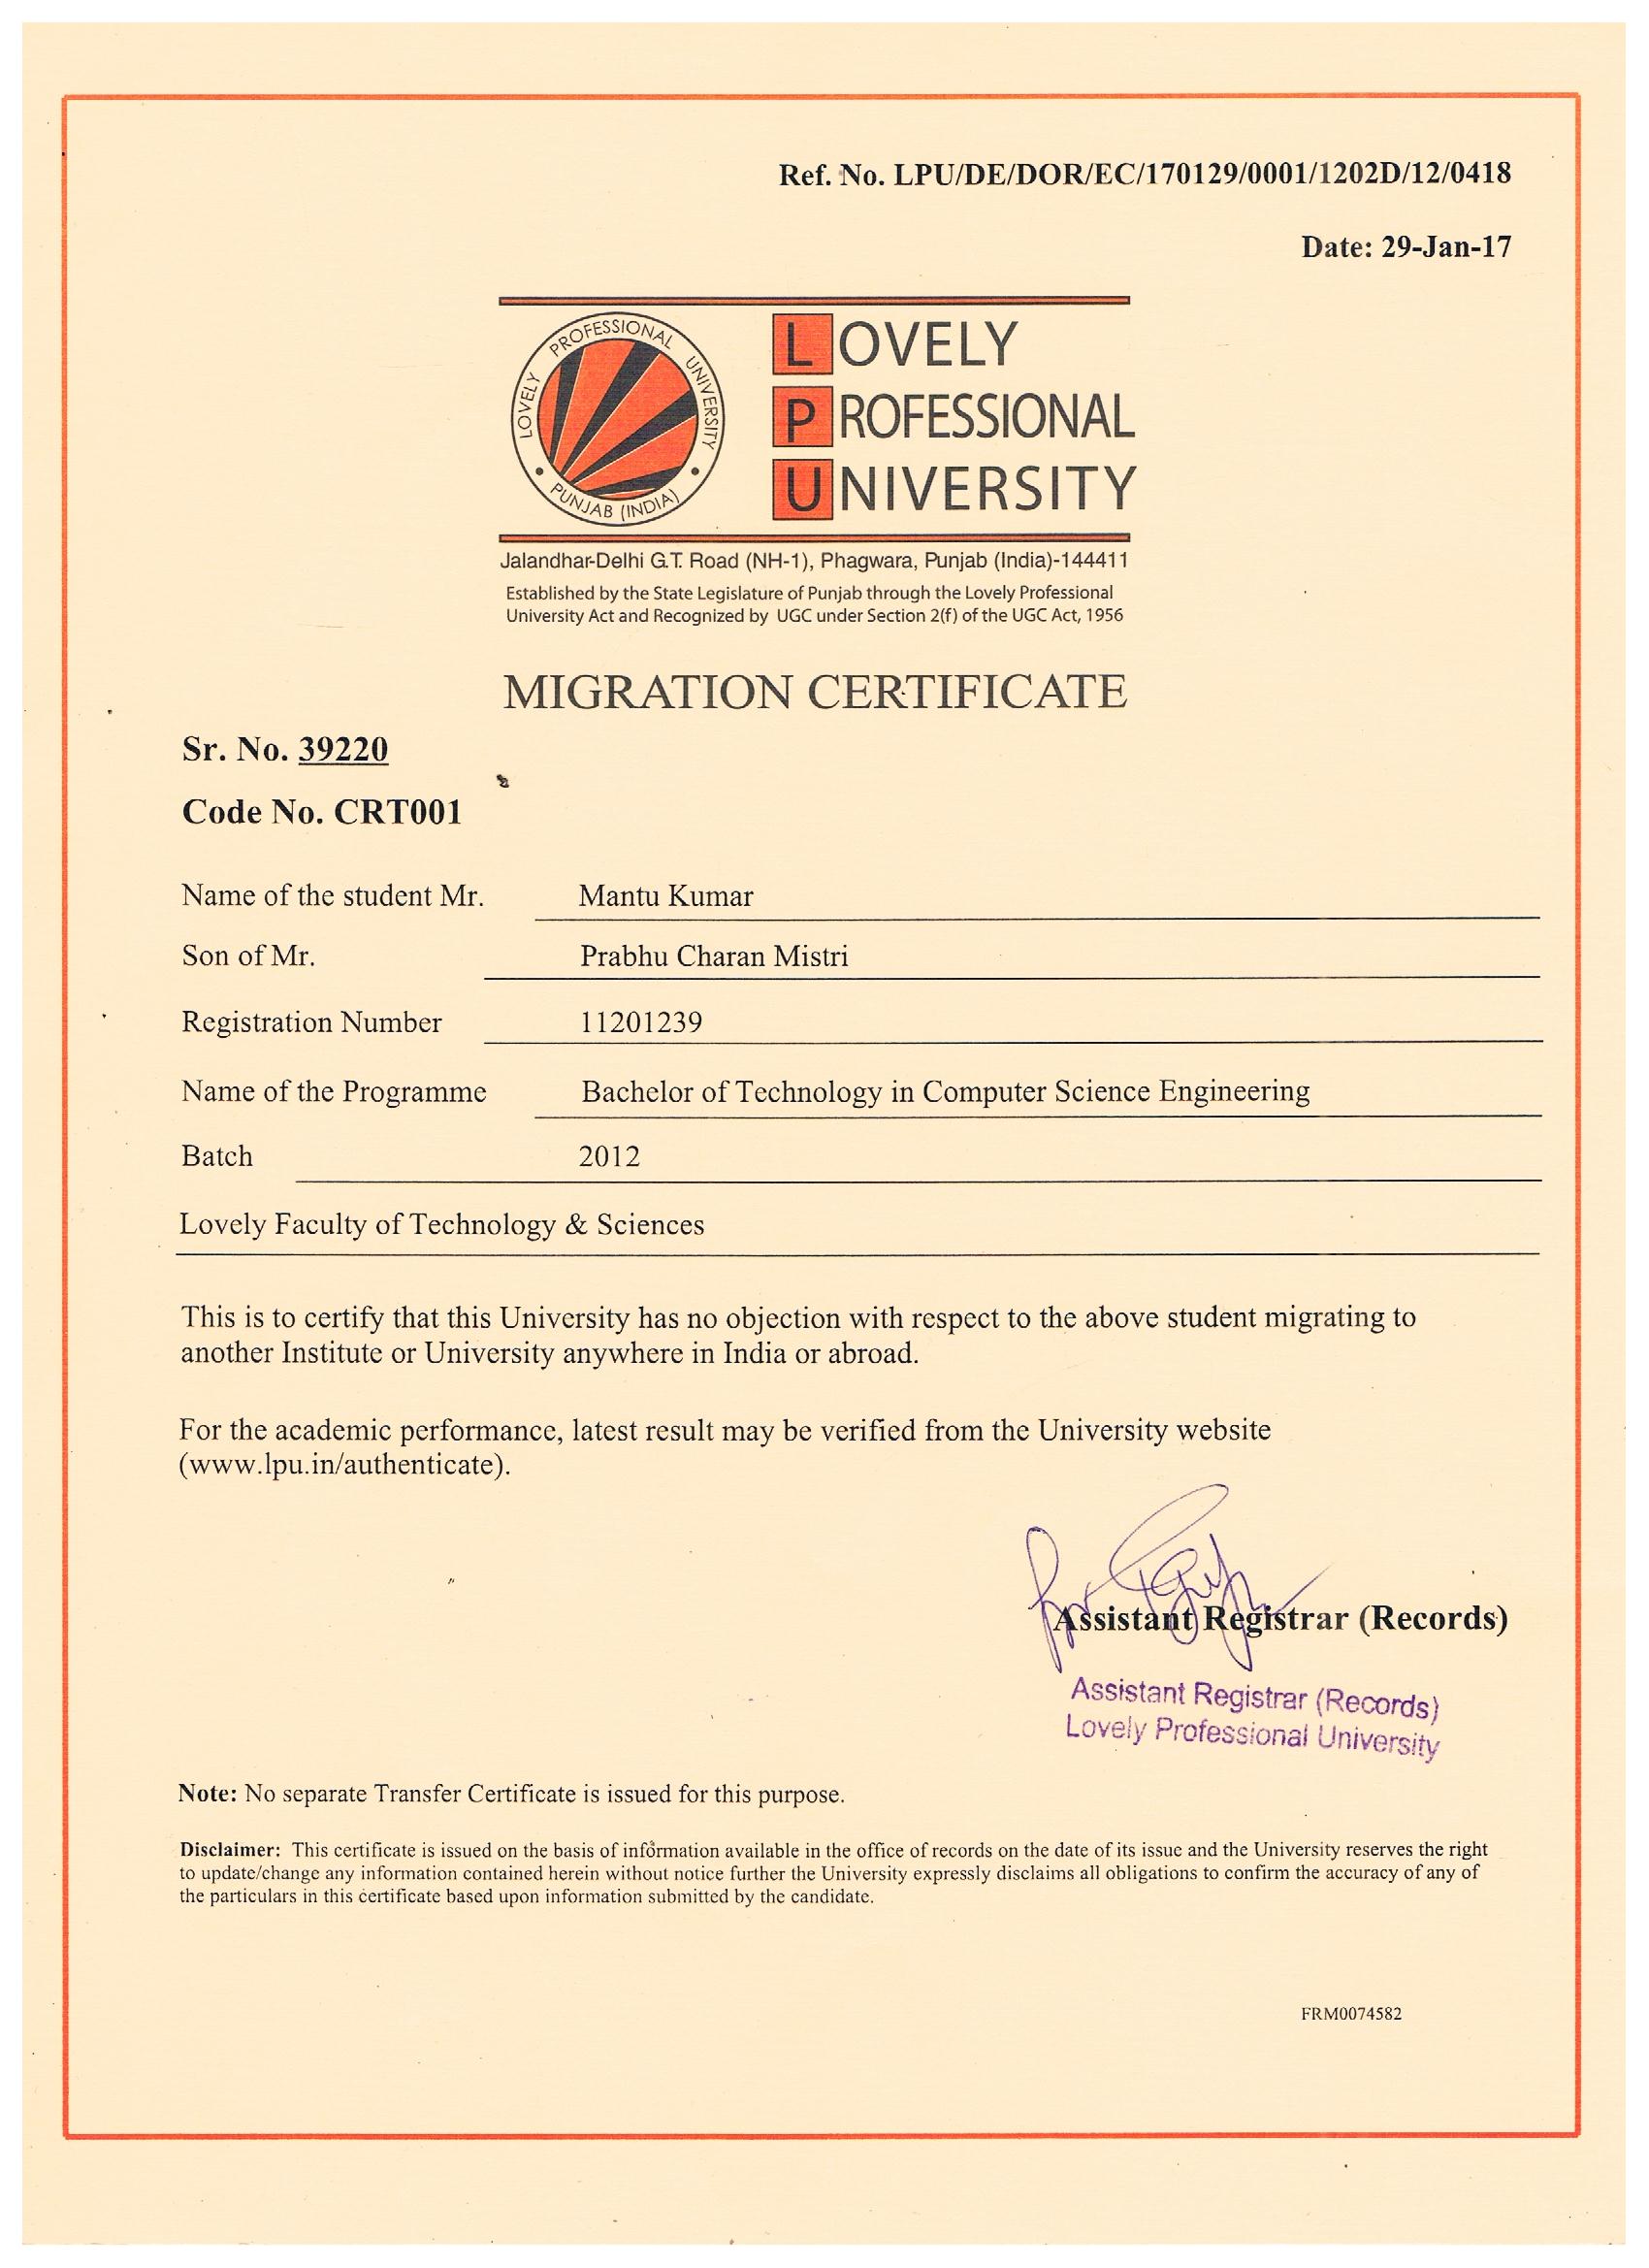 Ref. No. LPU/DE/DOR/EC/170129/0001/1202D/12/0418
Date: 29-Jan-17
LOVELY PROFESSIONAL UNIVERSITY
PUNJAB (INDIA)
LOVELY
PROFESSIONAL
UNIVERSITY
Jalandhar-Delhi G.T. Road (NH-1), Phagwara, Punjab (India)-144411
Established by the State Legislature of Punjab through the Lovely Professional
University Act and Recognized by UGC under Section 2(f) of the UGC Act, 1956
MIGRATION CERTIFICATE
Sr. No. 39220
Code No. CRT001
Name of the student Mr. Mantu Kumar
Son of Mr. Prabhu Charan Mistri
Registration Number 11201239
Name of the Programme Bachelor of Technology in Computer Science Engineering
Batch 2012
Lovely Faculty of Technology & Sciences
This is to certify that this University has no objection with respect to the above student migrating to
another Institute or University anywhere in India or abroad.
For the academic performance, latest result may be verified from the University website
(www.lpu.in/authenticate).
Assistant Registrar (Records)
Assistant Registrar (Records)
Lovely Professional University
Note: No separate Transfer Certificate is issued for this purpose.
Disclaimer: This certificate is issued on the basis of information available in the office of records on the date of its issue and the University reserves the right
to update/change any information contained herein without notice further the University expressly disclaims all obligations to confirm the accuracy of any of
the particulars in this certificate based upon information submitted by the candidate.
FRM0074582